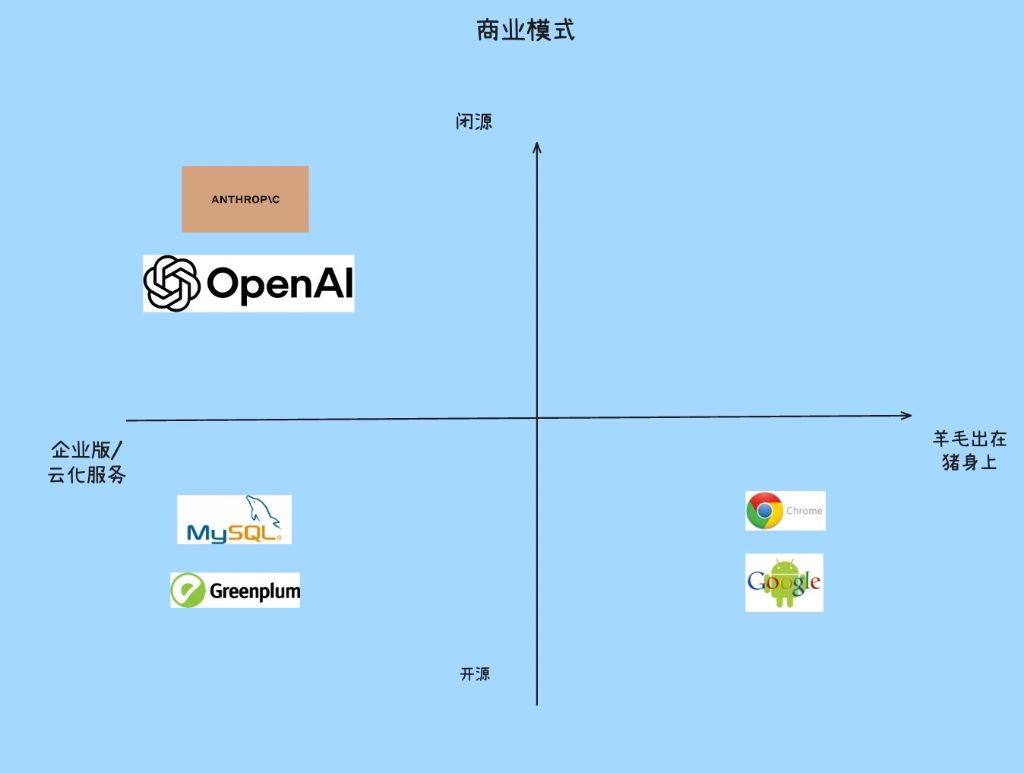 商业模式
闭源
ANTHROP\C
OpenAI
企业版/
云化服务
羊毛出在
猪身上
MySQL®
Chrome
Greenplum
Google
开源